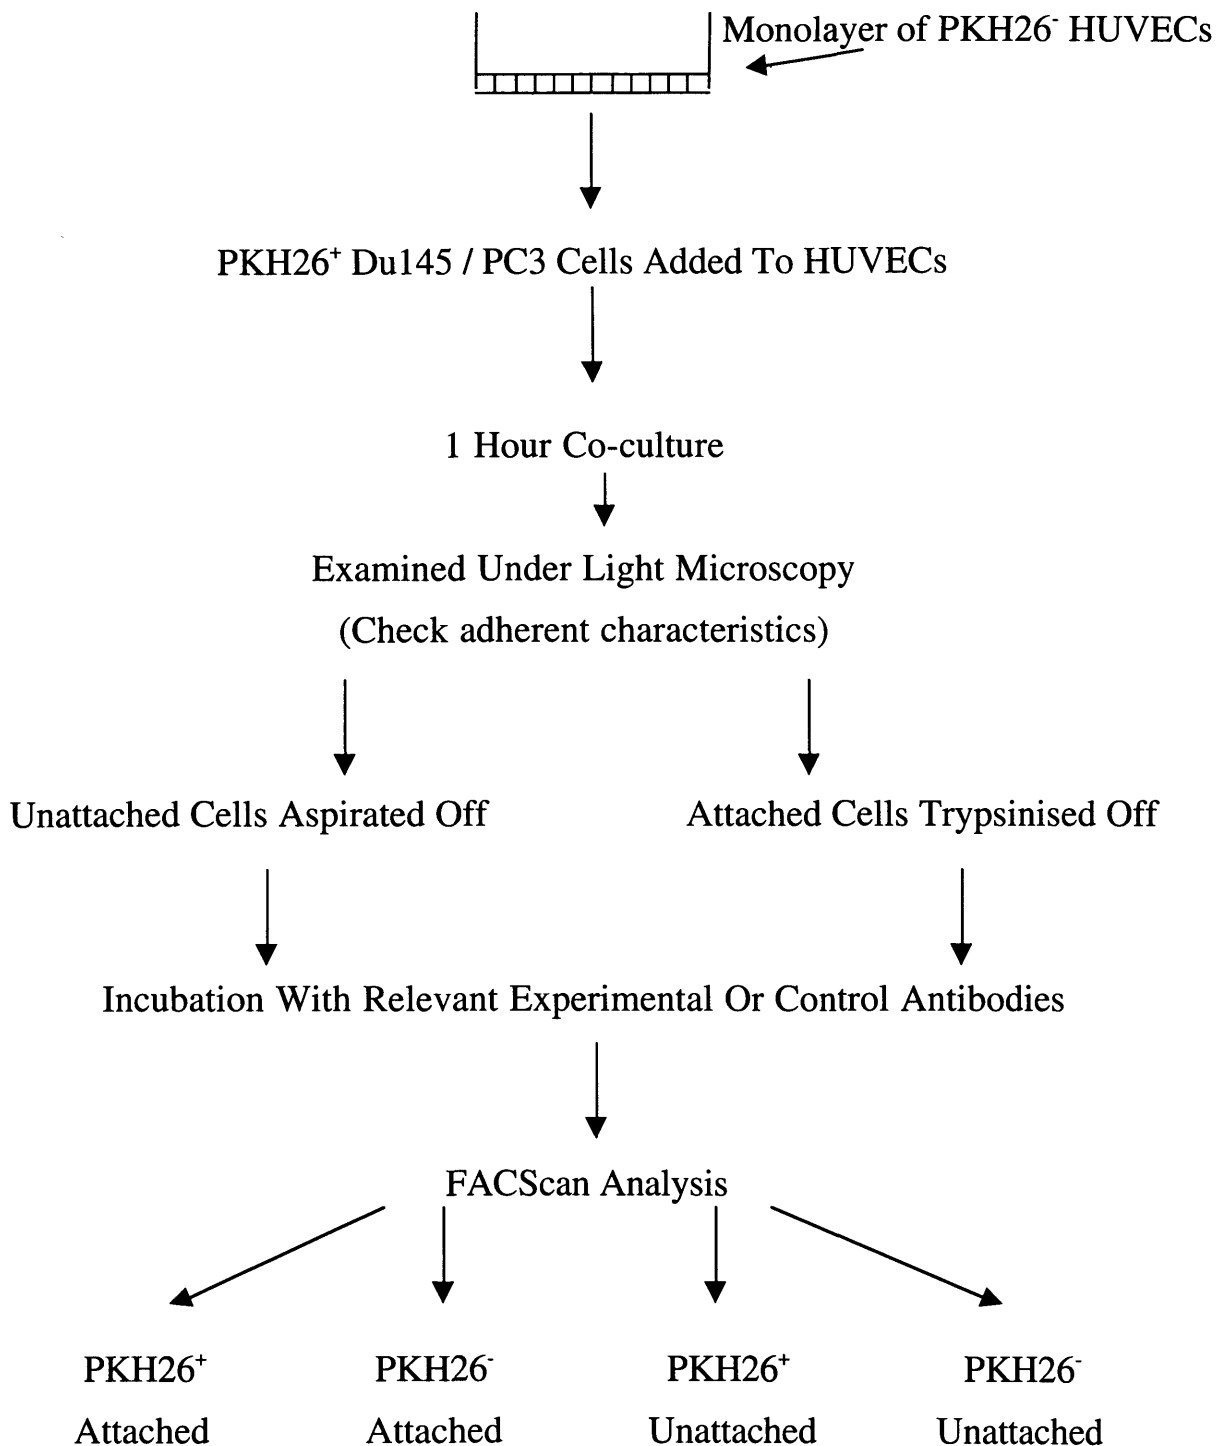 Monolayer of PKH26⁻ HUVECs
PKH26⁺ Du145 / PC3 Cells Added To HUVECs
1 Hour Co-culture
Examined Under Light Microscopy
(Check adherent characteristics)
Unattached Cells Aspirated Off
Attached Cells Trypsinised Off
Incubation With Relevant Experimental Or Control Antibodies
FACScan Analysis
PKH26⁺
Attached
PKH26⁻
Attached
PKH26⁺
Unattached
PKH26⁻
Unattached